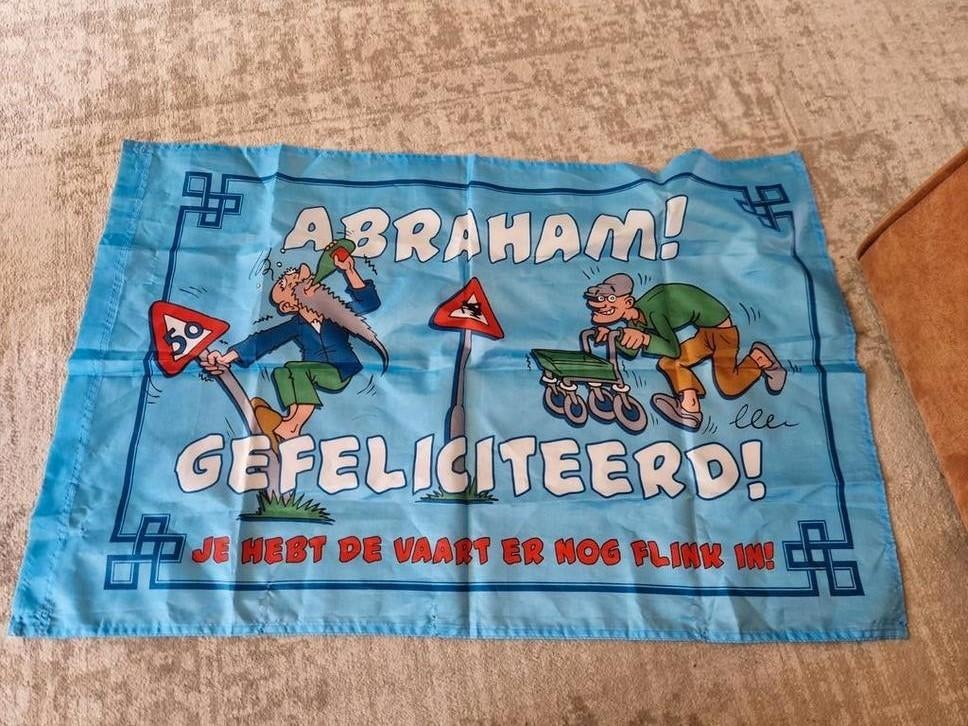 ABRAHAM!
50
GEFELICITEERD!
JE HEBT DE VAART ER NOG FLINK IN!